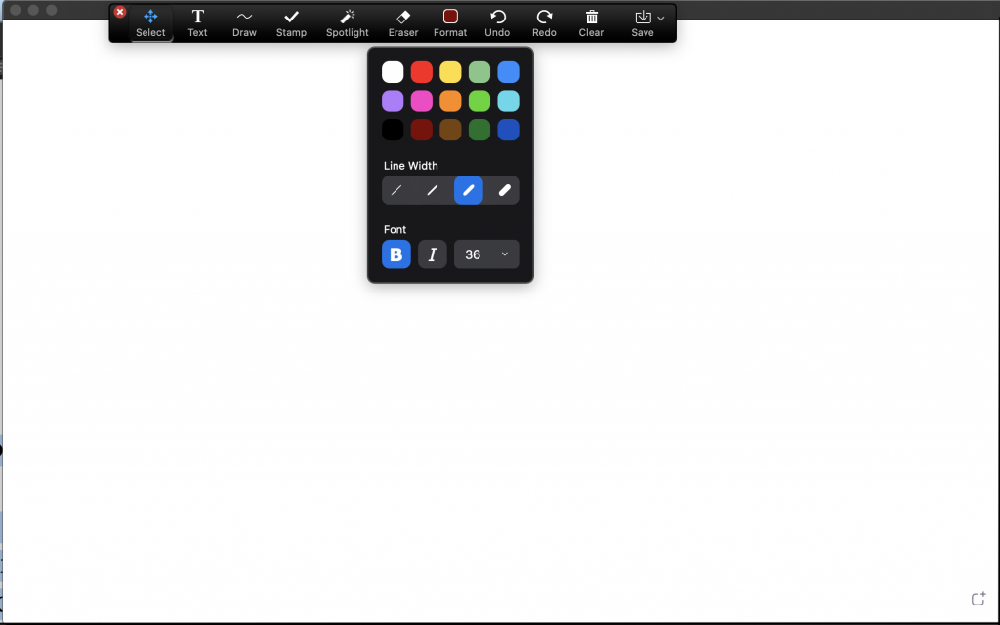 Select Text Draw Stamp Spotlight Eraser Format Undo Redo Clear Save
Line Width
Font
B I 36